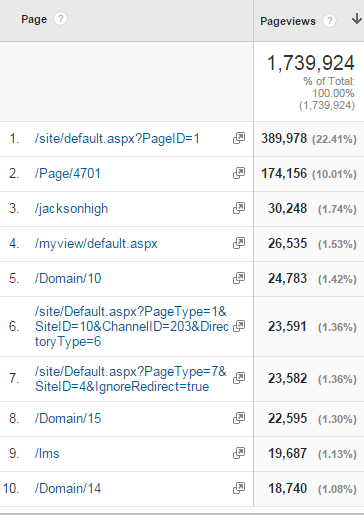 Page ? Pageviews ?
1,739,924
% of Total:
100.00%
(1,739,924)
1. /site/default.aspx?PageID=1 389,978 (22.41%)
2. /Page/4701 174,156 (10.01%)
3. /jacksonhigh 30,248 (1.74%)
4. /myview/default.aspx 26,535 (1.53%)
5. /Domain/10 24,783 (1.42%)
/site/Default.aspx?PageType=1&
6. SiteID=10&ChannelID=203&Direc 23,591 (1.36%)
toryType=6
7. /site/Default.aspx?PageType=7& 23,582 (1.36%)
SiteID=4&IgnoreRedirect=true
8. /Domain/15 22,595 (1.30%)
9. /lms 19,687 (1.13%)
10. /Domain/14 18,740 (1.08%)